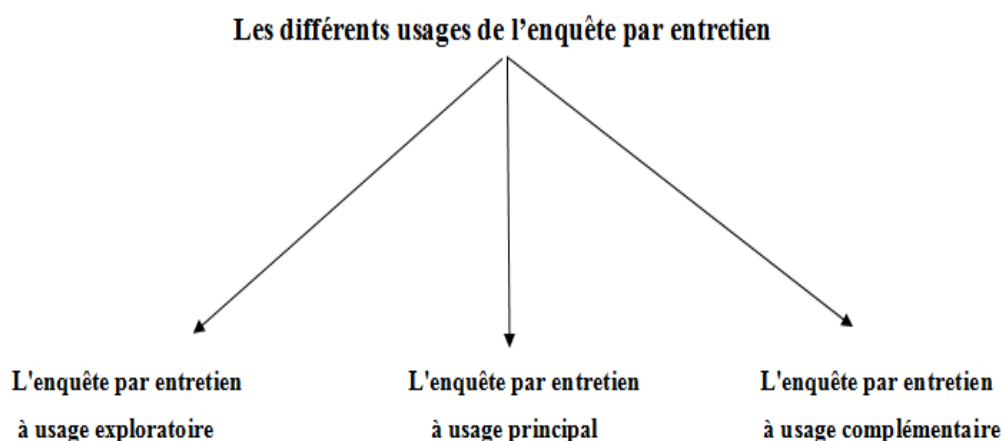 Les différents usages de l’enquête par entretien
L'enquête par entretien
à usage exploratoire
L'enquête par entretien
à usage principal
L'enquête par entretien
à usage complémentaire